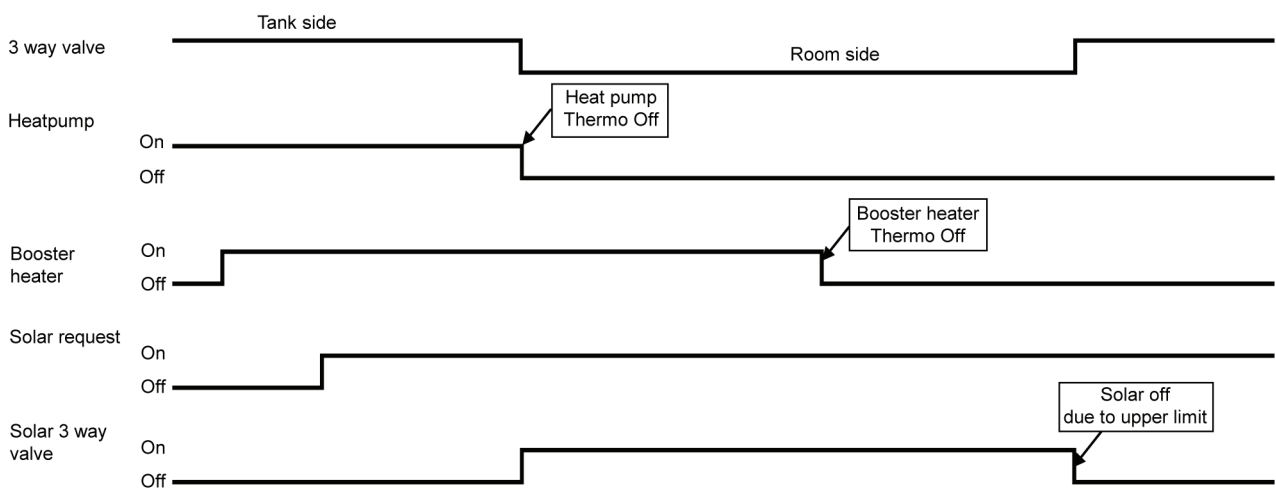 Tank side
3 way valve
Room side
Heat pump
Thermo Off
Heatpump
On
Off
Booster heater
Thermo Off
Booster
heater
On
Off
Solar request
On
Off
Solar off
due to upper limit
Solar 3 way
valve
On
Off